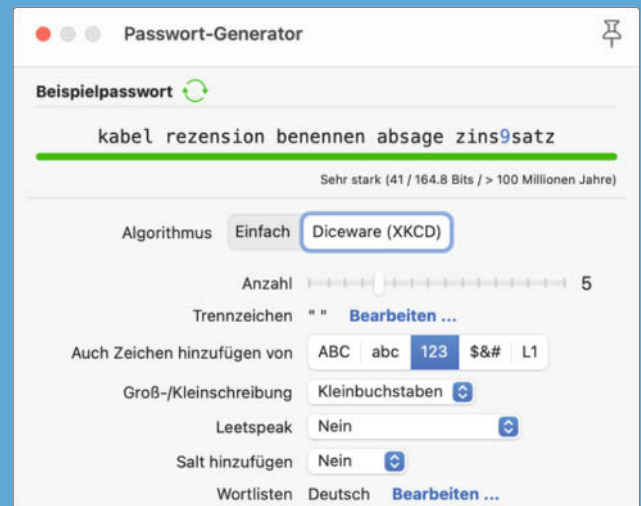 Passwort-Generator
Beispielpasswort
kabel rezension benennen absage zins9satz
Sehr stark (41 / 164.8 Bits / > 100 Millionen Jahre)
Algorithmus Einfach Diceware (XKCD)
Anzahl 5
Trennzeichen " " Bearbeiten ...
Auch Zeichen hinzufügen von ABC abc 123 $&# L1
Groß-/Kleinschreibung Kleinbuchstaben
Leetspeak Nein
Salt hinzufügen Nein
Wortlisten Deutsch Bearbeiten ...